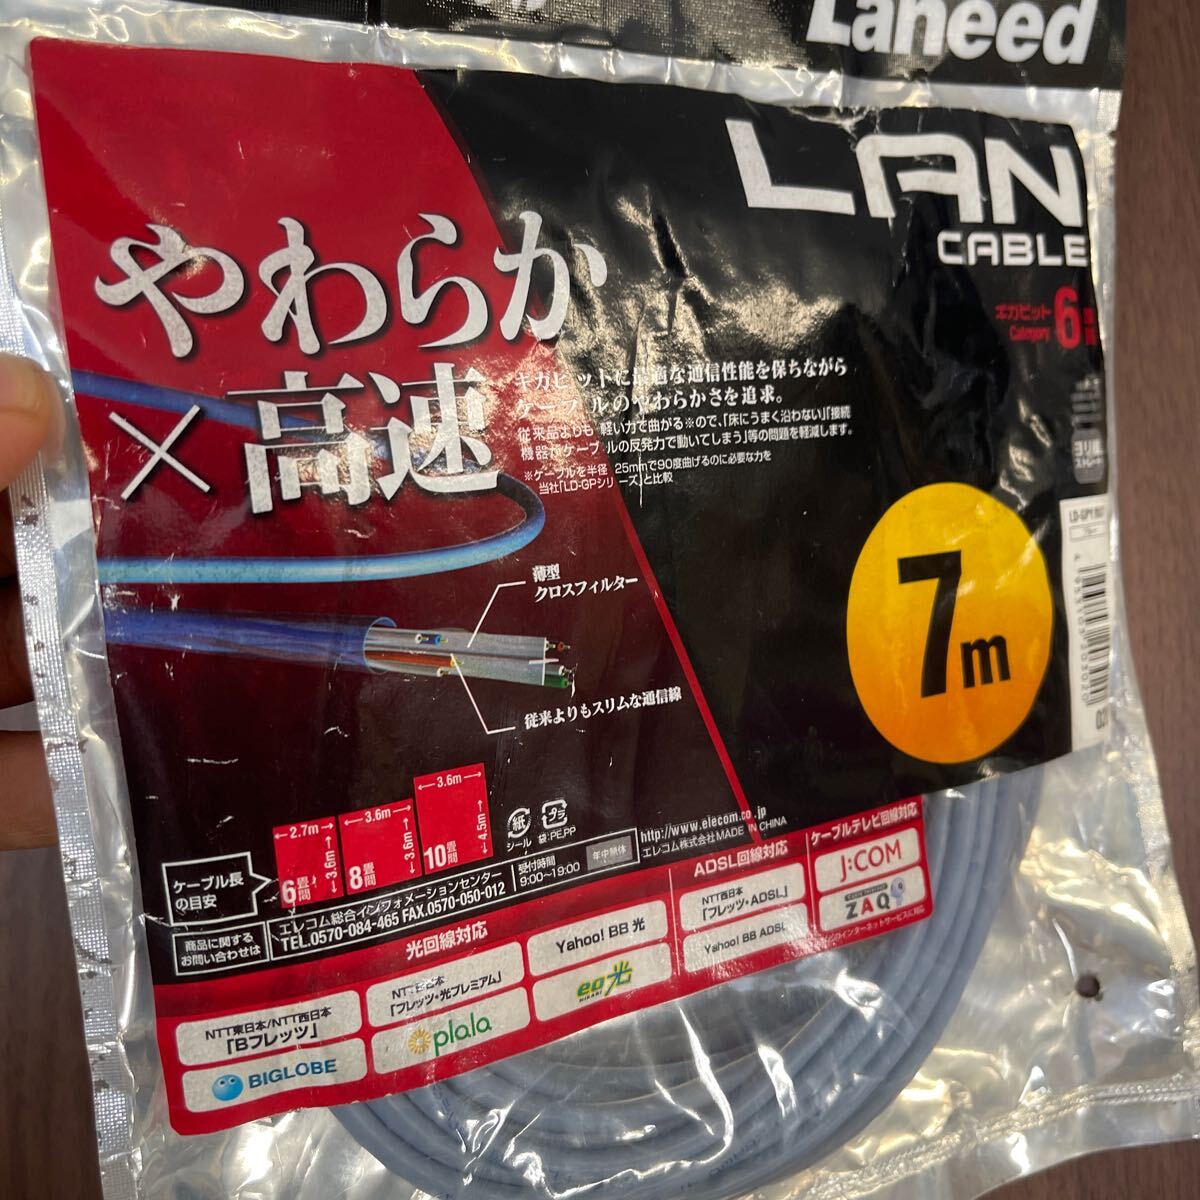 Laneed
LAN
CABLE
ギガビット
Category 6
やわらか
×高速
ギガビットに最適な通信性能を保ちながら
ケーブルのやわらかさを追求。
従来品よりも軽い力で曲がる※ので、「床にうまく沿わない」「接続
機器がケーブルの反発力で動いてしまう」等の問題を軽減します。
※ケーブルを半径25mmで90度曲げるのに必要な力を
当社「LD-GPシリーズ」と比較
ヨリ線
ストレート
7m
薄型
クロスフィルター
従来よりもスリムな通信線
ケーブル長
の目安
2.7m
3.6m
6畳間
3.6m
3.6m
8畳間
3.6m
4.5m
10畳間
紙
シール
プラ
袋:PE,PP
http://www.elecom.co.jp
エレコム株式会社 MADE IN CHINA
商品に関する
お問い合わせは
エレコム総合インフォメーションセンター
TEL.0570-084-465 FAX.0570-050-012
受付時間
9:00～19:00
年中無休
光回線対応
NTT東日本/NTT西日本
「Bフレッツ」
NTT西日本
「フレッツ・光プレミアム」
Yahoo! BB 光
BIGLOBE
plala
eo光
HIKARI
ADSL回線対応
NTT西日本
「フレッツ・ADSL」
Yahoo! BB ADSL
ケーブルテレビ回線対応
J:COM
ZAQ